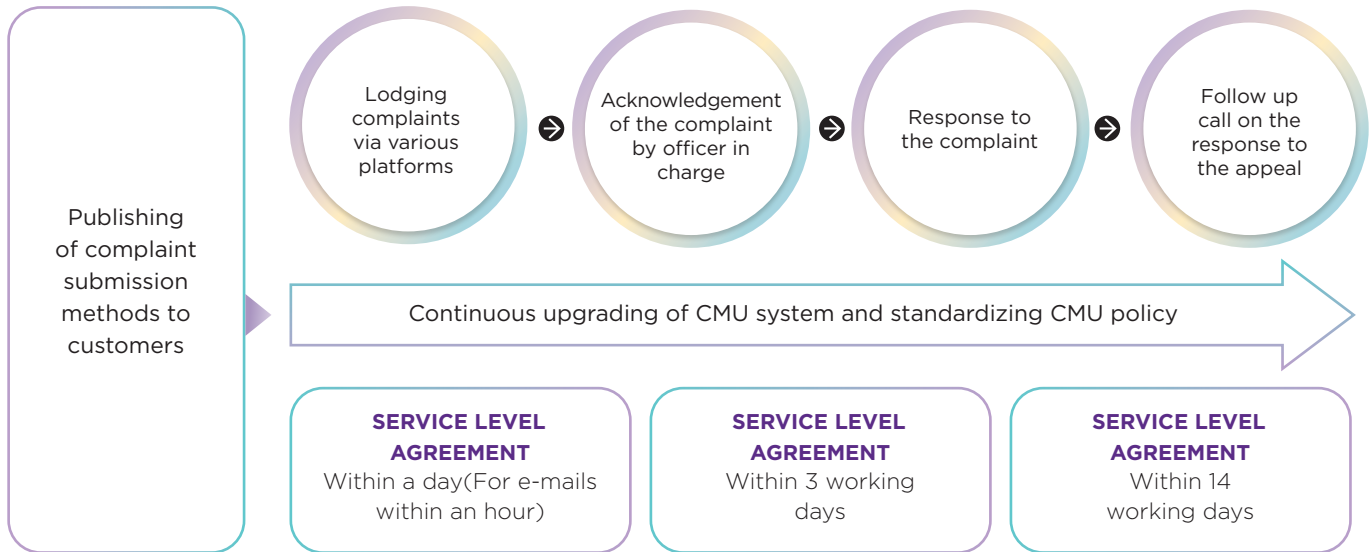 Publishing
of complaint
submission
methods to
customers
Lodging
complaints
via various
platforms
Acknowledgement
of the complaint
by officer in
charge
Response to
the complaint
Follow up
call on the
response to
the appeal
Continuous upgrading of CMU system and standardizing CMU policy
SERVICE LEVEL
AGREEMENT
Within a day(For e-mails
within an hour)
SERVICE LEVEL
AGREEMENT
Within 3 working
days
SERVICE LEVEL
AGREEMENT
Within 14
working days